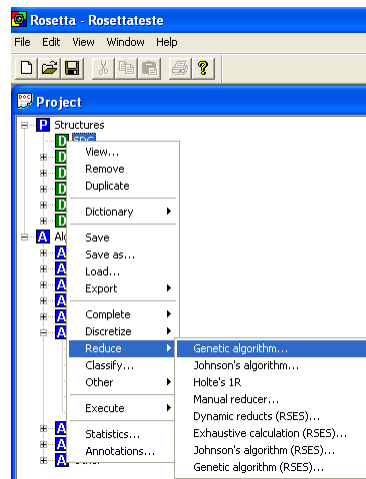 Rosetta - Rosettateste
File Edit View Window Help
Project
P Structures
D
View...
Remove
D Duplicate
D
D Dictionary
D
A Save
A Save as...
A Load...
A Export
A
A Complete
A Discretize
Reduce Genetic algorithm...
Classify... Johnson's algorithm...
Other Holte's 1R
Manual reducer...
Execute Dynamic reducts (RSES)...
A Statistics... Exhaustive calculation (RSES)...
A Annotations... Johnson's algorithm (RSES)...
A Genetic algorithm (RSES)...